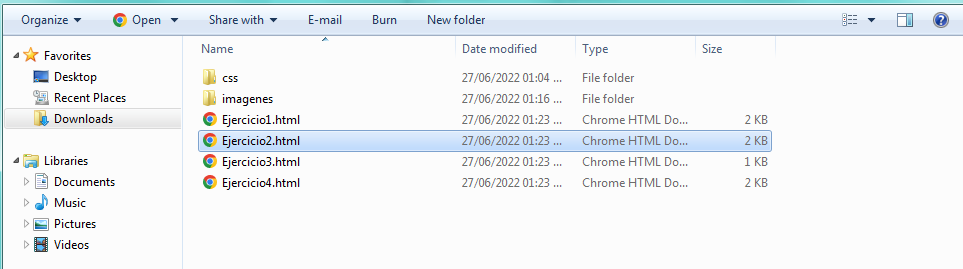 Organize Open Share with E-mail Burn New folder
Name Date modified Type Size
Favorites
Desktop
Recent Places
Downloads
Libraries
Documents
Music
Pictures
Videos
css 27/06/2022 01:04 ... File folder
imagenes 27/06/2022 01:16 ... File folder
Ejercicio1.html 27/06/2022 01:23 ... Chrome HTML Do... 2 KB
Ejercicio2.html 27/06/2022 01:23 ... Chrome HTML Do... 2 KB
Ejercicio3.html 27/06/2022 01:23 ... Chrome HTML Do... 1 KB
Ejercicio4.html 27/06/2022 01:23 ... Chrome HTML Do... 2 KB